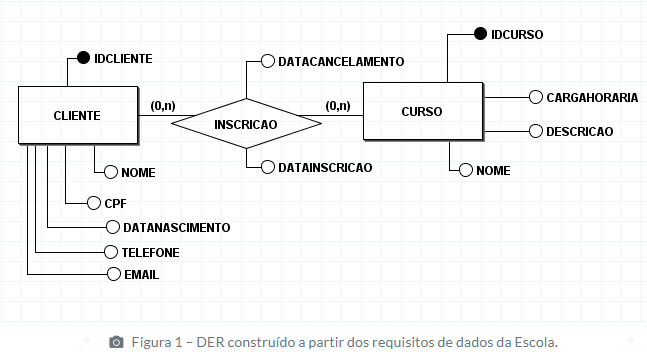 IDCURSO
IDCLIENTE
DATACANCELAMENTO
CARGAHORARIA
(0,n)
(0,n)
CLIENTE
INSCRICAO
CURSO
DESCRICAO
DATAINSCRICAO
NOME
NOME
CPF
DATANASCIMENTO
TELEFONE
EMAIL
Figura 1 – DER construído a partir dos requisitos de dados da Escola.